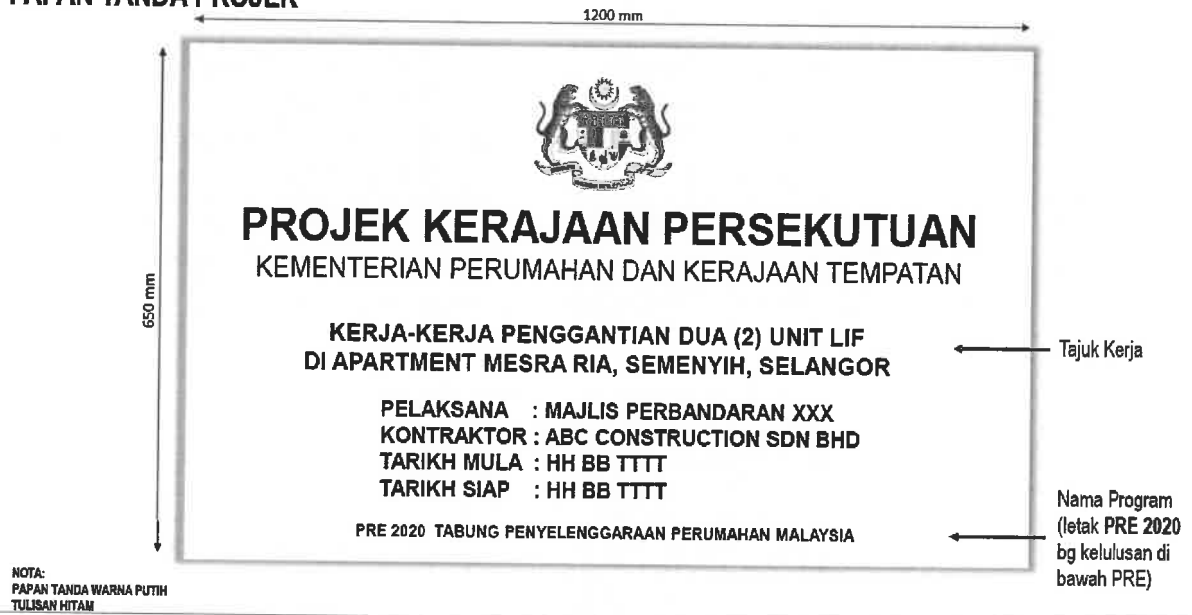 PAPAN TANDA PROJEK
1200 mm
650 mm
PROJEK KERAJAAN PERSEKUTUAN
KEMENTERIAN PERUMAHAN DAN KERAJAAN TEMPATAN
KERJA-KERJA PENGGANTIAN DUA (2) UNIT LIF
DI APARTMENT MESRA RIA, SEMENYIH, SELANGOR
Tajuk Kerja
PELAKSANA : MAJLIS PERBANDARAN XXX
KONTRAKTOR : ABC CONSTRUCTION SDN BHD
TARIKH MULA : HH BB TTTT
TARIKH SIAP : HH BB TTTT
PRE 2020 TABUNG PENYELENGGARAAN PERUMAHAN MALAYSIA
Nama Program
(letak PRE 2020
bg kelulusan di
bawah PRE)
NOTA:
PAPAN TANDA WARNA PUTIH
TULISAN HITAM